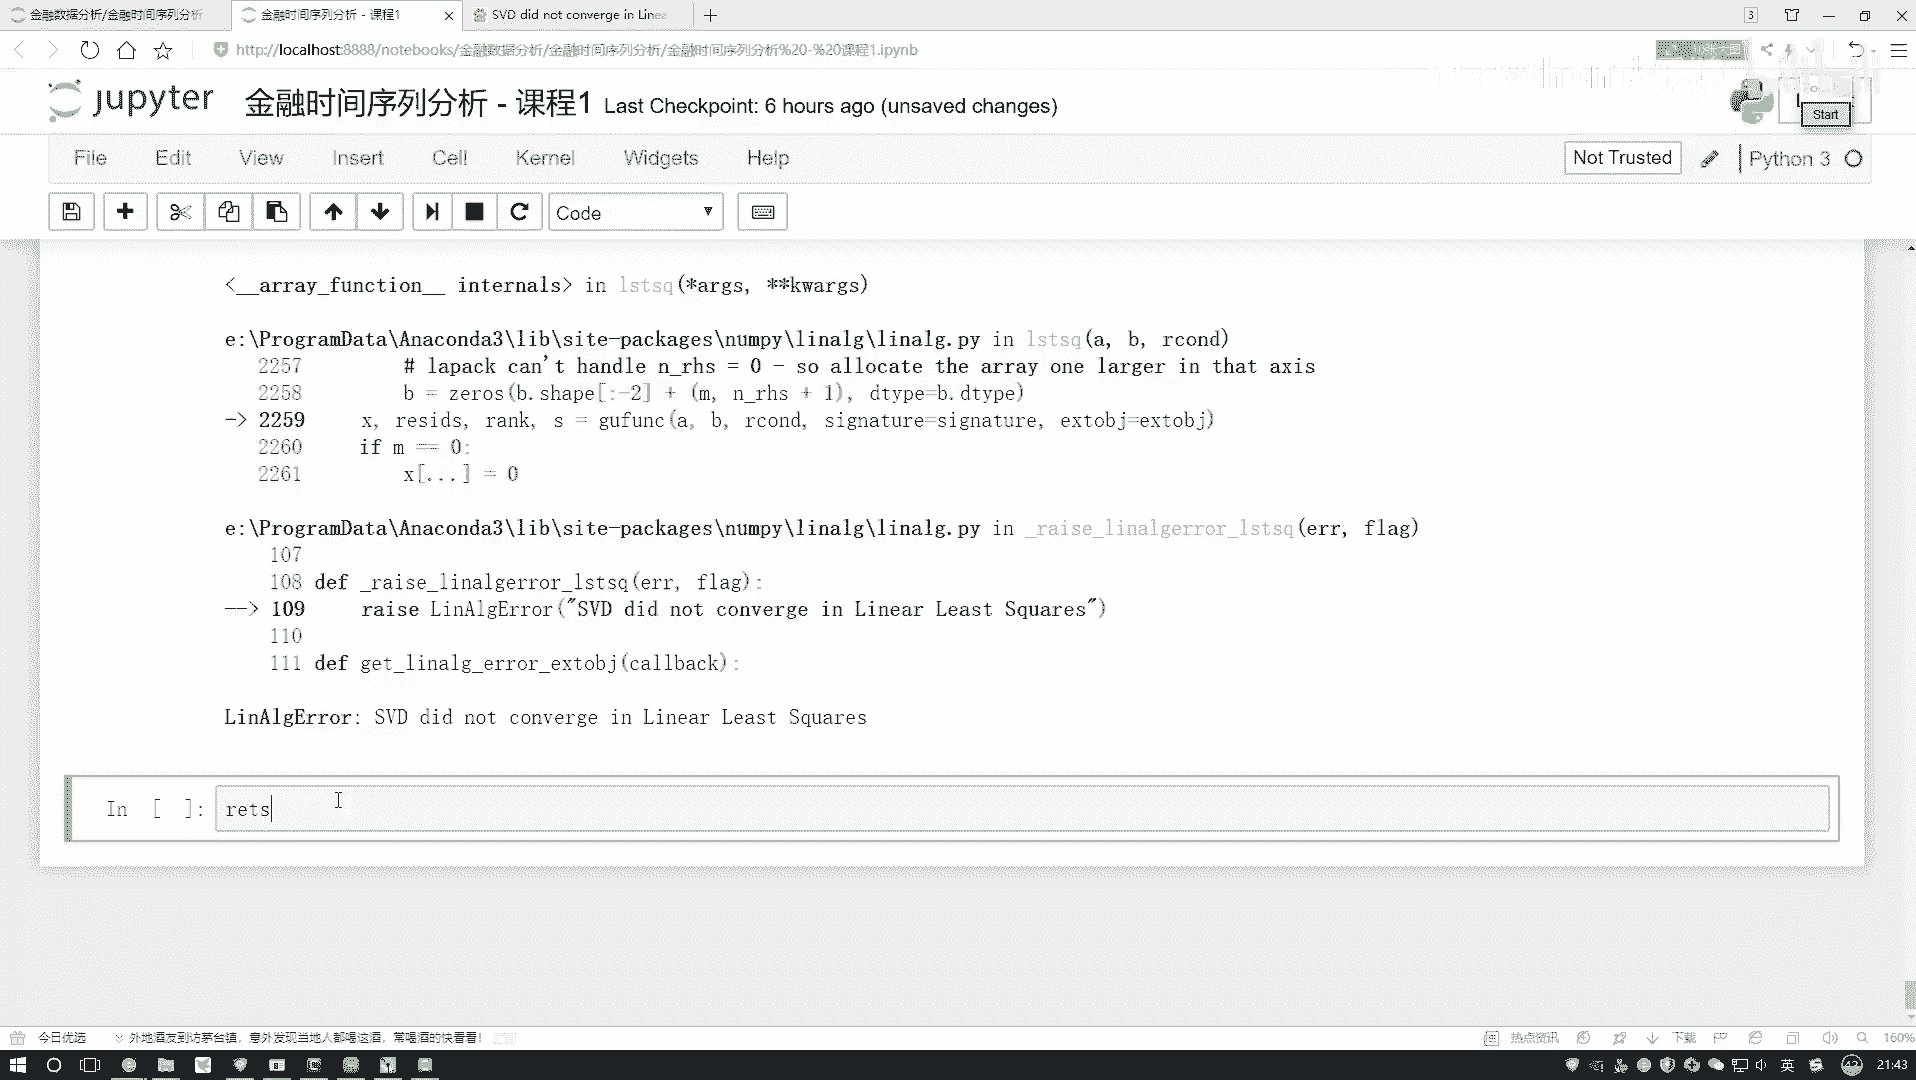 金融数据分析/金融时间序列分析
金融时间序列分析 - 课程1
SVD did not converge in Linea
3
http://localhost:8888/notebooks/金融数据分析/金融时间序列分析/金融时间序列分析%20-%20课程1.ipynb
jupyter 金融时间序列分析 - 课程1 Last Checkpoint: 6 hours ago (unsaved changes)
Start
File Edit View Insert Cell Kernel Widgets Help
Not Trusted
Python 3
Code
<__array_function__ internals> in lstsq(*args, **kwargs)
e:\ProgramData\Anaconda3\lib\site-packages\numpy\linalg\linalg.py in lstsq(a, b, rcond)
2257 # lapack can't handle n_rhs = 0 - so allocate the array one larger in that axis
2258 b = zeros(b.shape[:-2] + (m, n_rhs + 1), dtype=b.dtype)
-> 2259 x, resids, rank, s = gufunc(a, b, rcond, signature=signature, extobj=extobj)
2260 if m == 0:
2261 x[...] = 0
e:\ProgramData\Anaconda3\lib\site-packages\numpy\linalg\linalg.py in _raise_linalgerror_lstsq(err, flag)
107
108 def _raise_linalgerror_lstsq(err, flag):
--> 109 raise LinAlgError("SVD did not converge in Linear Least Squares")
110
111 def get_linalg_error_extobj(callback):
LinAlgError: SVD did not converge in Linear Least Squares
In [ ]: rets
今日优选
外地酒友到访茅台镇，意外发现当地人都喝这酒，常喝酒的快看看！
热点资讯
下载
160%
英
42
21:43